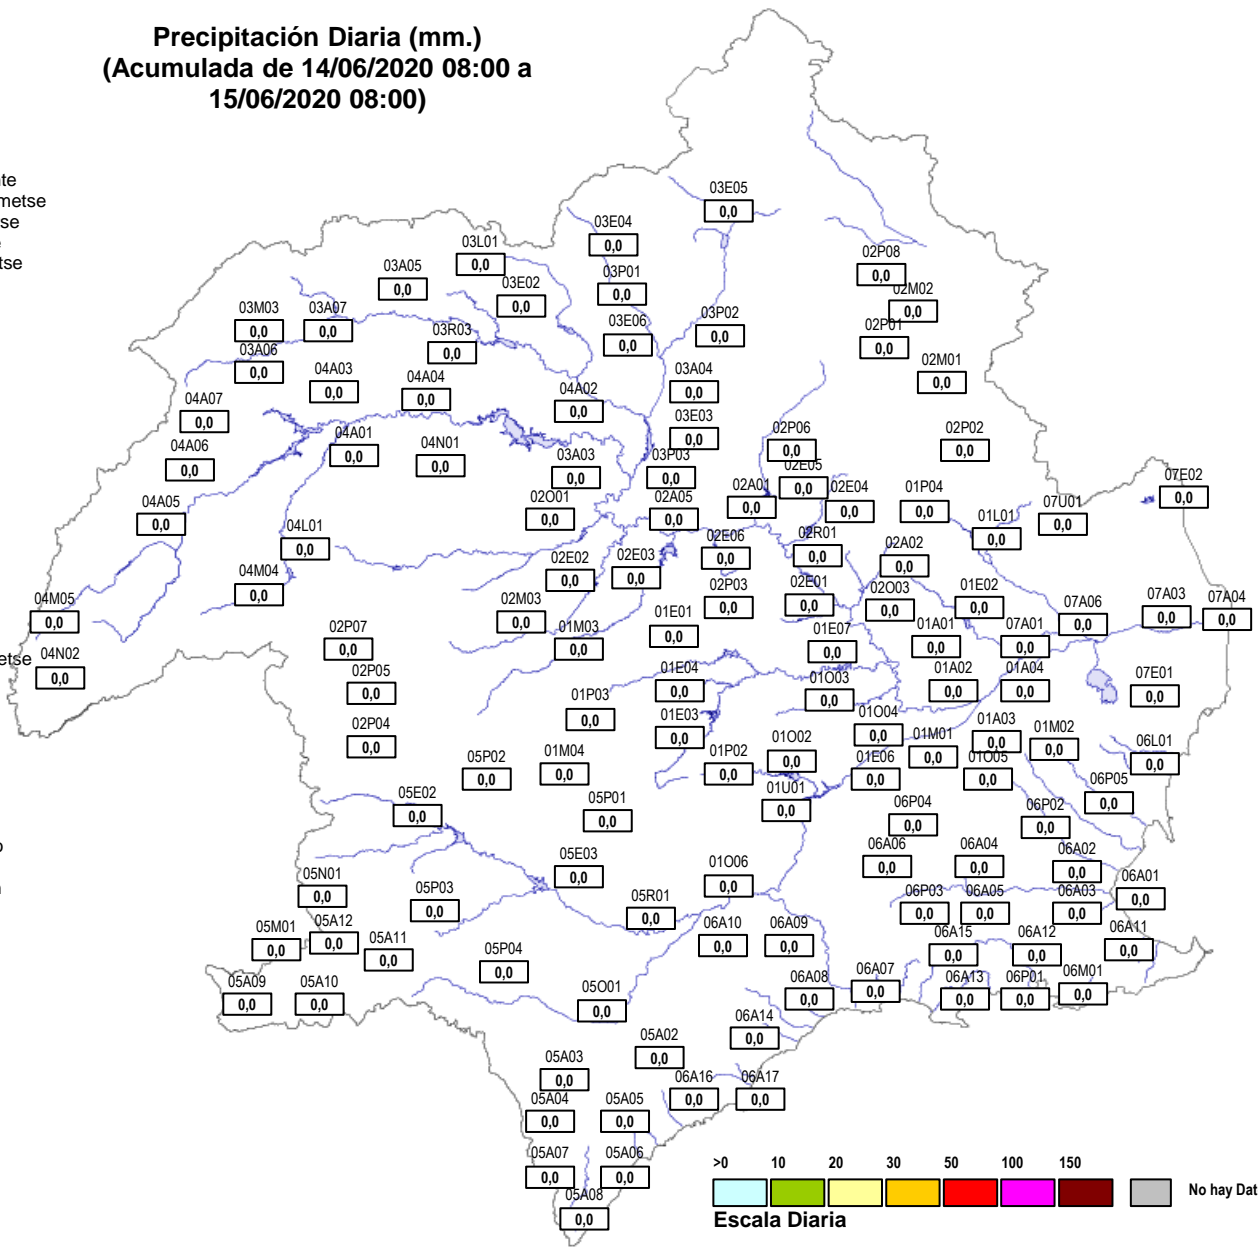 Precipitación Diaria (mm.)
(Acumulada de 14/06/2020 08:00 a
15/06/2020 08:00)
te
metse
se
tse
etse
03E05
0,0
03E04
0,0
03L01
0,0
02P08
0,0
03A05
0,0
03P01
0,0
03E02
0,0
02M02
0,0
03M03
0,0
03A07
0,0
03P02
0,0
03E06
0,0
03R03
0,0
02P01
0,0
03A06
0,0
02M01
0,0
04A03
0,0
04A04
0,0
03A04
0,0
04A02
0,0
04A07
0,0
03E03
0,0
02P06
0,0
02P02
0,0
04A01
0,0
04N01
0,0
04A06
0,0
03A03
0,0
03P03
0,0
02E05
0,0
07E02
0,0
02A01
0,0
02E04
0,0
01P04
0,0
04A05
0,0
02O01
0,0
02A05
0,0
07U01
0,0
01L01
0,0
04L01
0,0
02E06
0,0
02R01
0,0
02A02
0,0
02E02
0,0
02E03
0,0
04M04
0,0
02P03
0,0
02E01
0,0
02O03
0,0
01E02
0,0
04M05
0,0
02M03
0,0
07A06
0,0
07A03
0,0
07A04
0,0
01E01
0,0
02P07
0,0
01M03
0,0
01E07
0,0
01A01
0,0
07A01
0,0
04N02
0,0
02P05
0,0
01E04
0,0
01O03
0,0
01A02
0,0
01A04
0,0
07E01
0,0
01P03
0,0
01E03
0,0
01O04
0,0
01A03
0,0
01M02
0,0
02P04
0,0
01M01
0,0
06L01
0,0
05P02
0,0
01M04
0,0
01P02
0,0
01O02
0,0
01E06
0,0
01O05
0,0
05E02
0,0
05P01
0,0
01U01
0,0
06P05
0,0
06P04
0,0
06P02
0,0
05E03
0,0
06A06
0,0
06A04
0,0
06A02
0,0
05N01
0,0
05P03
0,0
01O06
0,0
06A01
0,0
05R01
0,0
06P03
0,0
06A05
0,0
06A03
0,0
05M01
0,0
05A12
0,0
06A10
0,0
06A09
0,0
06A15
0,0
06A12
0,0
06A11
0,0
05A11
0,0
05P04
0,0
05A09
0,0
05A10
0,0
05O01
0,0
06A08
0,0
06A07
0,0
06A13
0,0
06P01
0,0
06M01
0,0
06A14
0,0
05A02
0,0
05A03
0,0
06A16
0,0
06A17
0,0
05A04
0,0
05A05
0,0
05A07
0,0
05A06
0,0
05A08
0,0
>0 10 20 30 50 100 150
No hay Dat
Escala Diaria